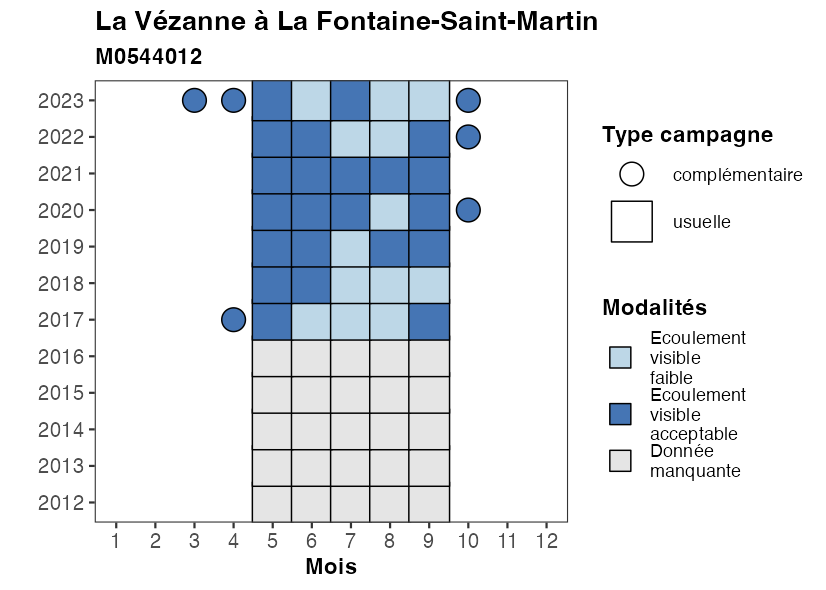 La Vézanne à La Fontaine-Saint-Martin
M0544012
2023
2022
2021
2020
2019
2018
2017
2016
2015
2014
2013
2012
1 2 3 4 5 6 7 8 9 10 11 12
Mois
Type campagne
complémentaire
usuelle
Modalités
Ecoulement
visible
faible
Ecoulement
visible
acceptable
Donnée
manquante